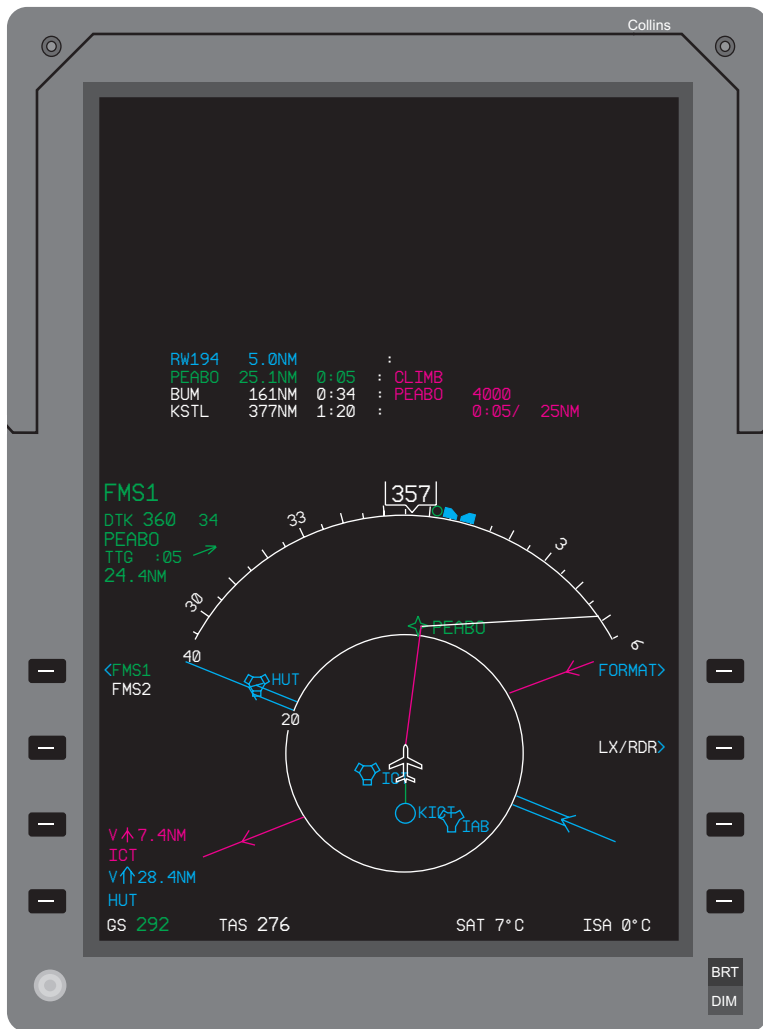 Collins
RW194 5.0NM :
PEABO 25.1NM 0:05 : CLIMB
BUM 161NM 0:34 : PEABO 4000
KSTL 377NM 1:20 : 0:05/ 25NM
FMS1
357
DTK 360 34
33
3
PEABO
TTG :05
24.4NM
30
6
PEABO
40
<FMS1
HUT
FORMAT>
FMS2
20
LX/RDR>
KICT
IAB
V 7.4NM
ICT
V 28.4NM
HUT
GS 292 TAS 276 SAT 7°C ISA 0°C
BRT
DIM